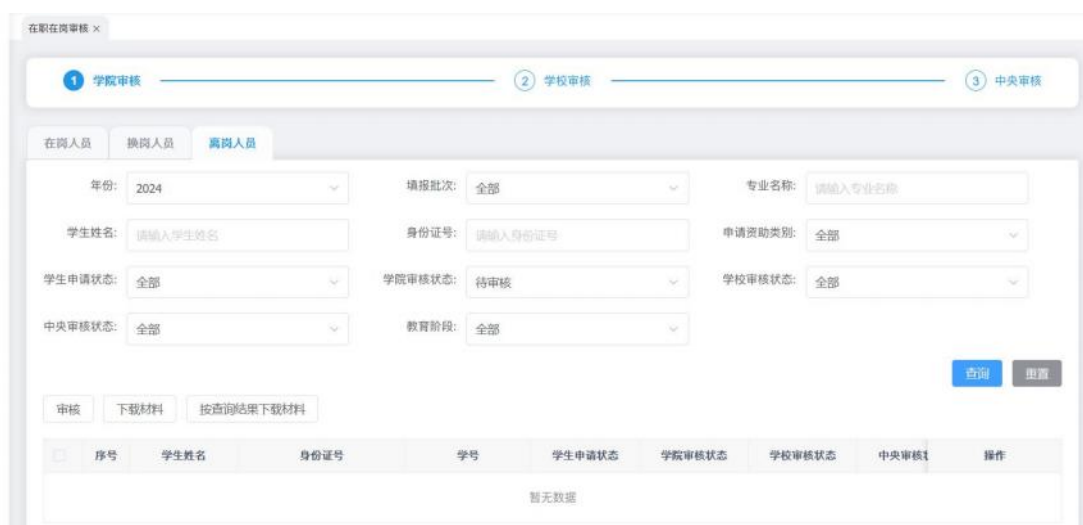 在职在岗审核 ×
1 学院审核 2 学校审核 3 中央审核
在岗人员 换岗人员 离岗人员
年份: 2024 填报批次: 全部 专业名称: 请输入专业名称
学生姓名: 请输入学生姓名 身份证号: 请输入身份证号 申请资助类别: 全部
学生申请状态: 全部 学院审核状态: 待审核 学校审核状态: 全部
中央审核状态: 全部 教育阶段: 全部
查询 重置
审核 下载材料 按查询结果下载材料
序号 学生姓名 身份证号 学号 学生申请状态 学院审核状态 学校审核状态 中央审核 操作
暂无数据